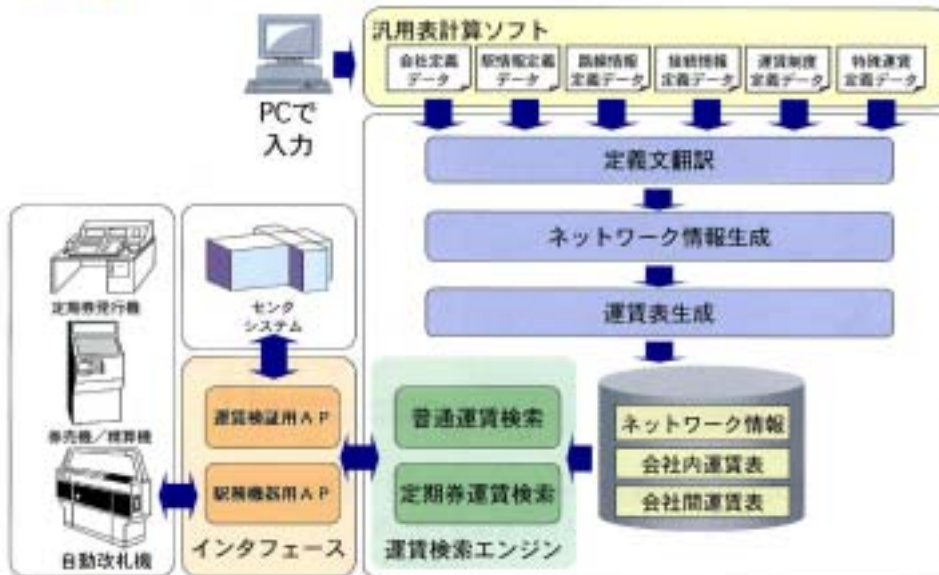 汎用表計算ソフト
会社定義
データ
駅情報定義
データ
路線情報
定義データ
接続情報
定義データ
運賃制度
定義データ
特殊運賃
定義データ
PCで
入力
定義文翻訳
ネットワーク情報生成
運賃表生成
定期券発行機
センタ
システム
券売機／精算機
自動改札機
運賃検証用AP
駅務機器用AP
インタフェース
普通運賃検索
定期券運賃検索
運賃検索エンジン
ネットワーク情報
会社内運賃表
会社間運賃表